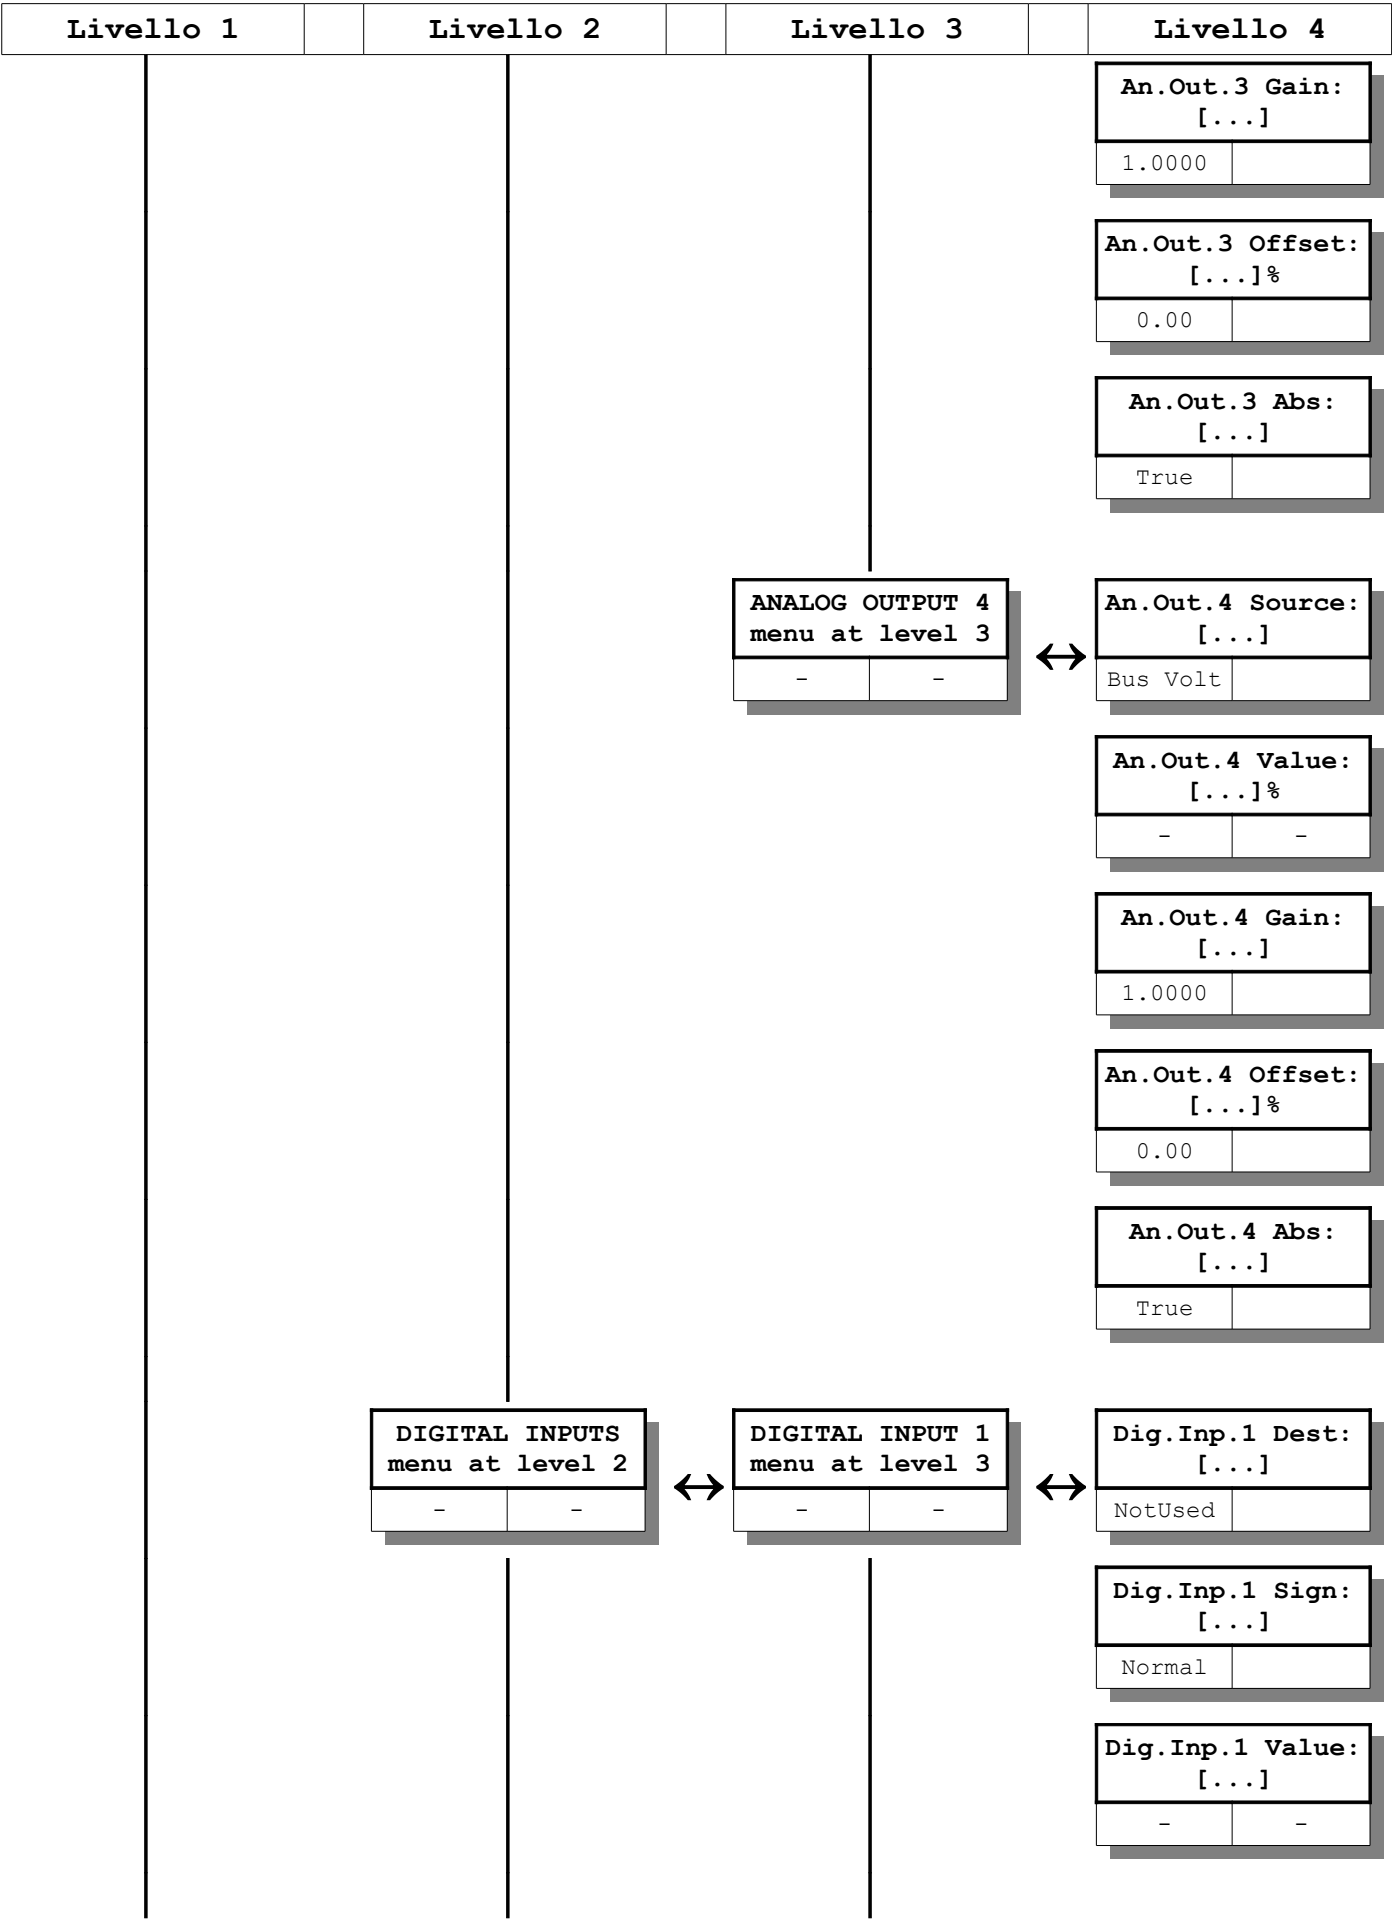 Livello 1 Livello 2 Livello 3 Livello 4
An.Out.3 Gain:
[...]
1.0000
An.Out.3 Offset:
[...]%
0.00
An.Out.3 Abs:
[...]
True
ANALOG OUTPUT 4
menu at level 3
- -
An.Out.4 Source:
[...]
Bus Volt
An.Out.4 Value:
[...]%
- -
An.Out.4 Gain:
[...]
1.0000
An.Out.4 Offset:
[...]%
0.00
An.Out.4 Abs:
[...]
True
DIGITAL INPUTS
menu at level 2
- -
DIGITAL INPUT 1
menu at level 3
- -
Dig.Inp.1 Dest:
[...]
NotUsed
Dig.Inp.1 Sign:
[...]
Normal
Dig.Inp.1 Value:
[...]
- -